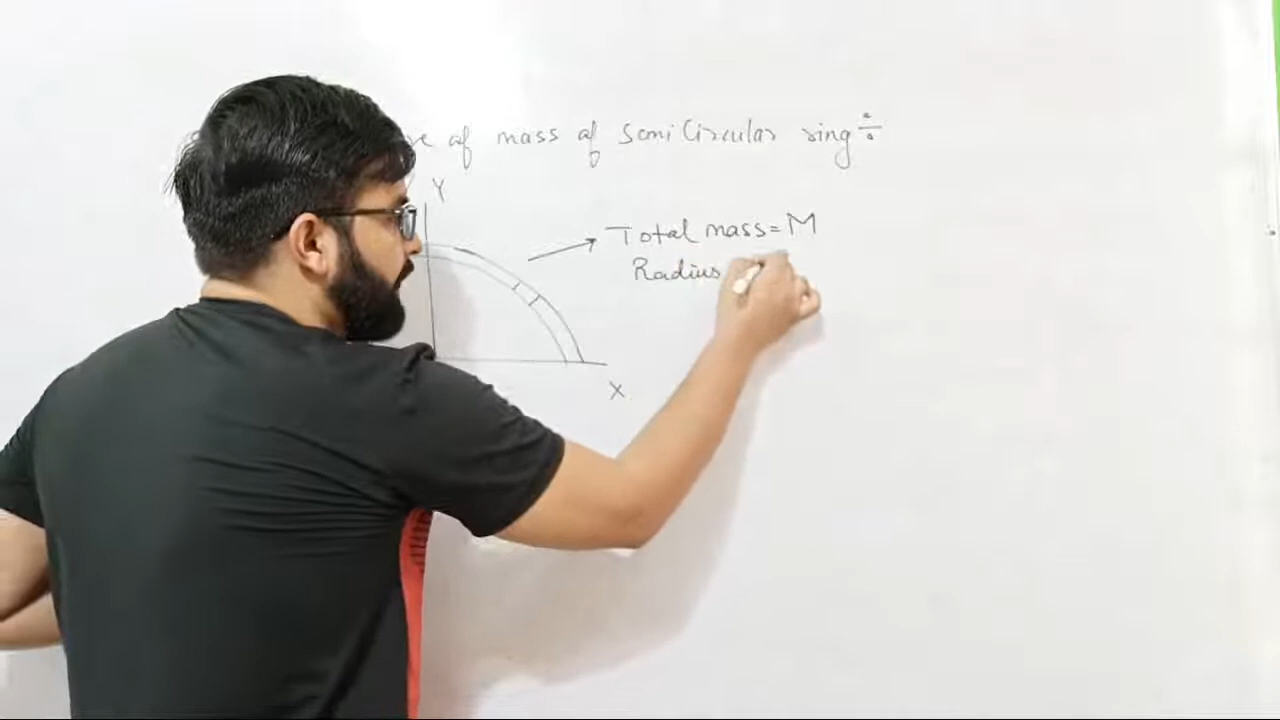 of mass of Semi Circular ring ÷
Y
Total mass = M
Radius
X